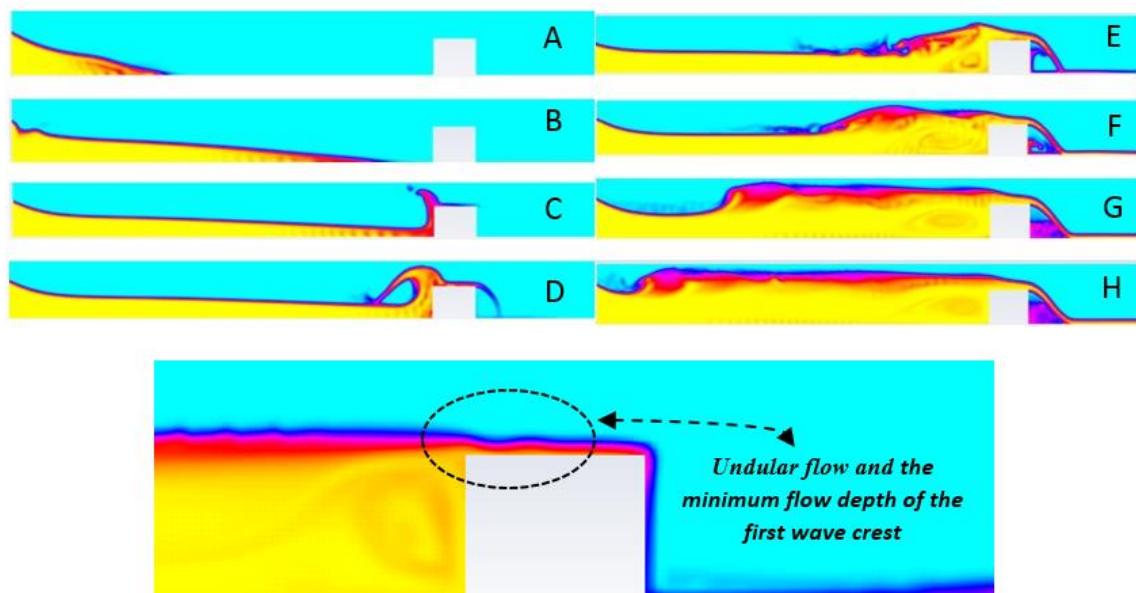 A
B
C
D
E
F
G
H
Undular flow and the
minimum flow depth of the
first wave crest